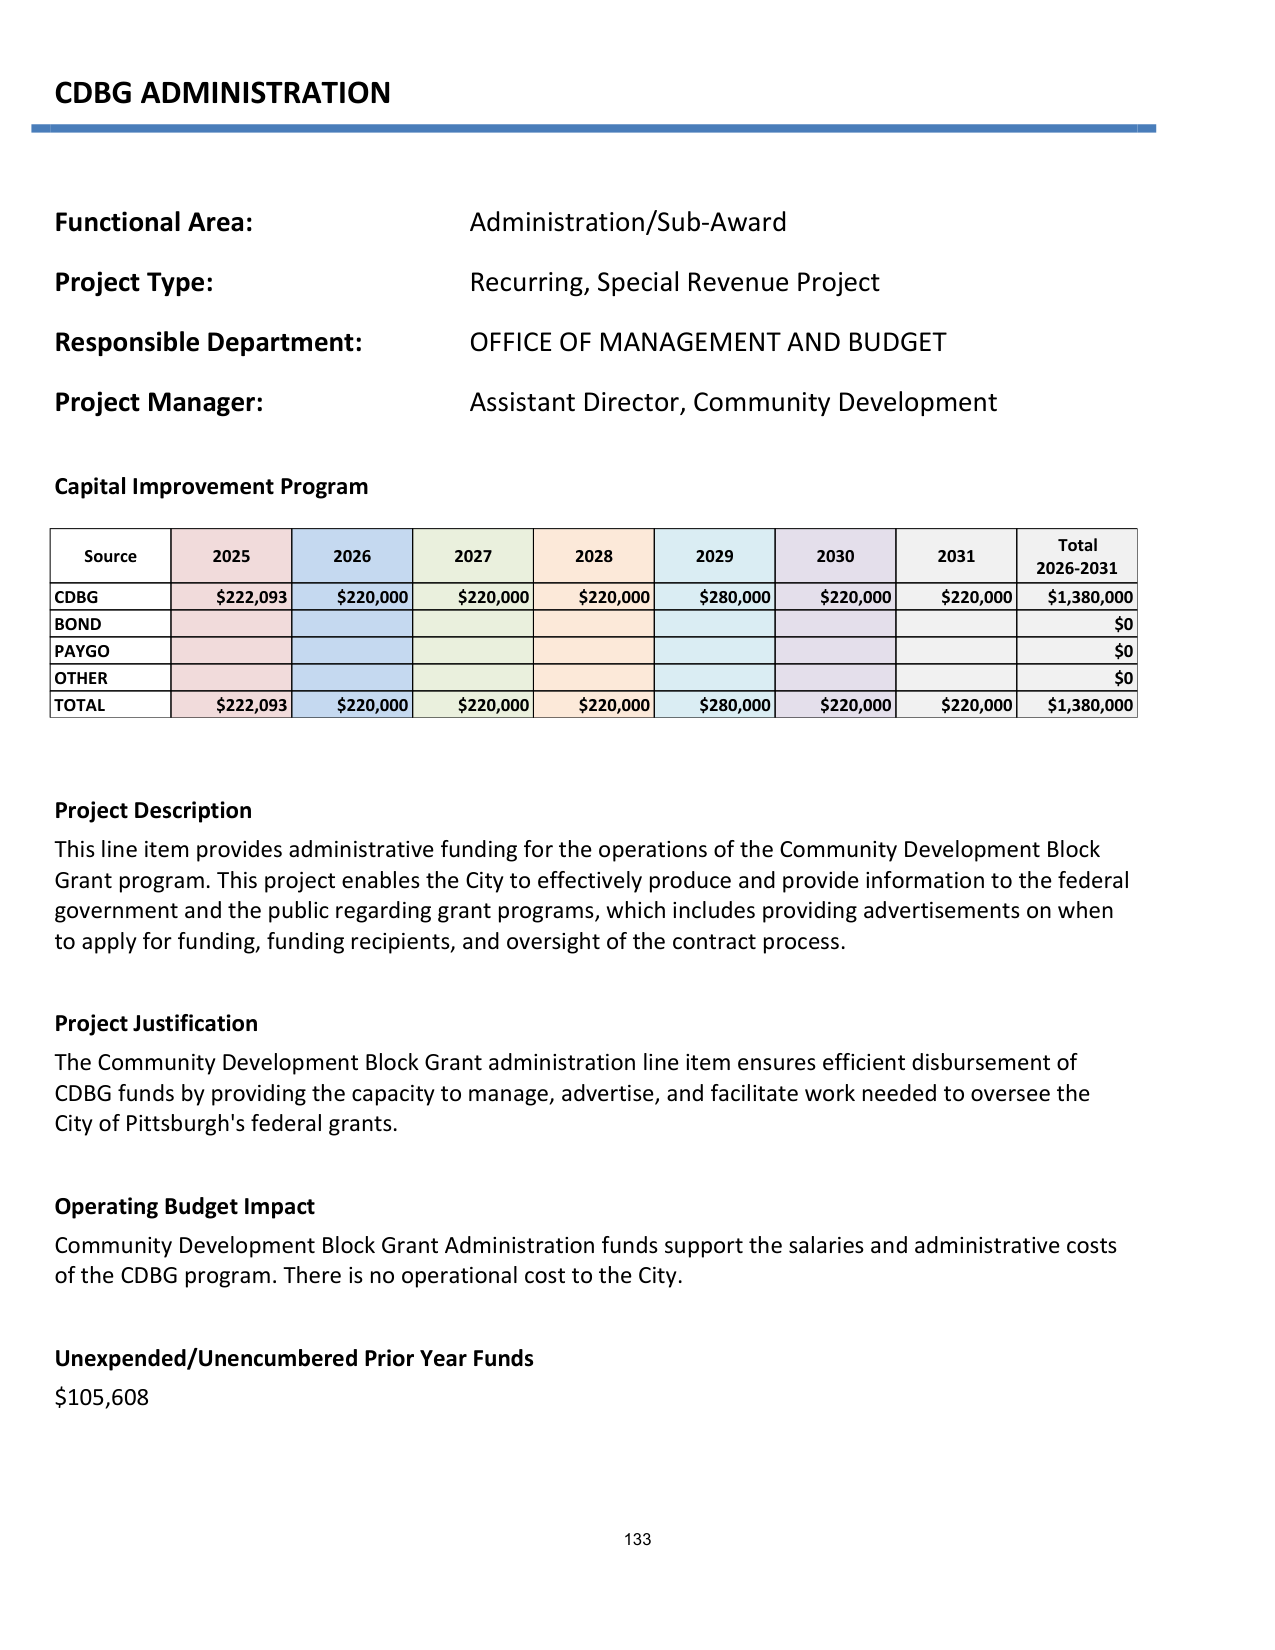 CDBG ADMINISTRATION
Functional Area: Administration/Sub-Award
Project Type: Recurring, Special Revenue Project
Responsible Department: OFFICE OF MANAGEMENT AND BUDGET
Project Manager: Assistant Director, Community Development
Capital Improvement Program
Source 2025 2026 2027 2028 2029 2030 2031 Total 2026-2031
CDBG $222,093 $220,000 $220,000 $220,000 $280,000 $220,000 $220,000 $1,380,000
BOND $0
PAYGO $0
OTHER $0
TOTAL $222,093 $220,000 $220,000 $220,000 $280,000 $220,000 $220,000 $1,380,000
Project Description
This line item provides administrative funding for the operations of the Community Development Block
Grant program. This project enables the City to effectively produce and provide information to the federal
government and the public regarding grant programs, which includes providing advertisements on when
to apply for funding, funding recipients, and oversight of the contract process.
Project Justification
The Community Development Block Grant administration line item ensures efficient disbursement of
CDBG funds by providing the capacity to manage, advertise, and facilitate work needed to oversee the
City of Pittsburgh's federal grants.
Operating Budget Impact
Community Development Block Grant Administration funds support the salaries and administrative costs
of the CDBG program. There is no operational cost to the City.
Unexpended/Unencumbered Prior Year Funds
$105,608
133